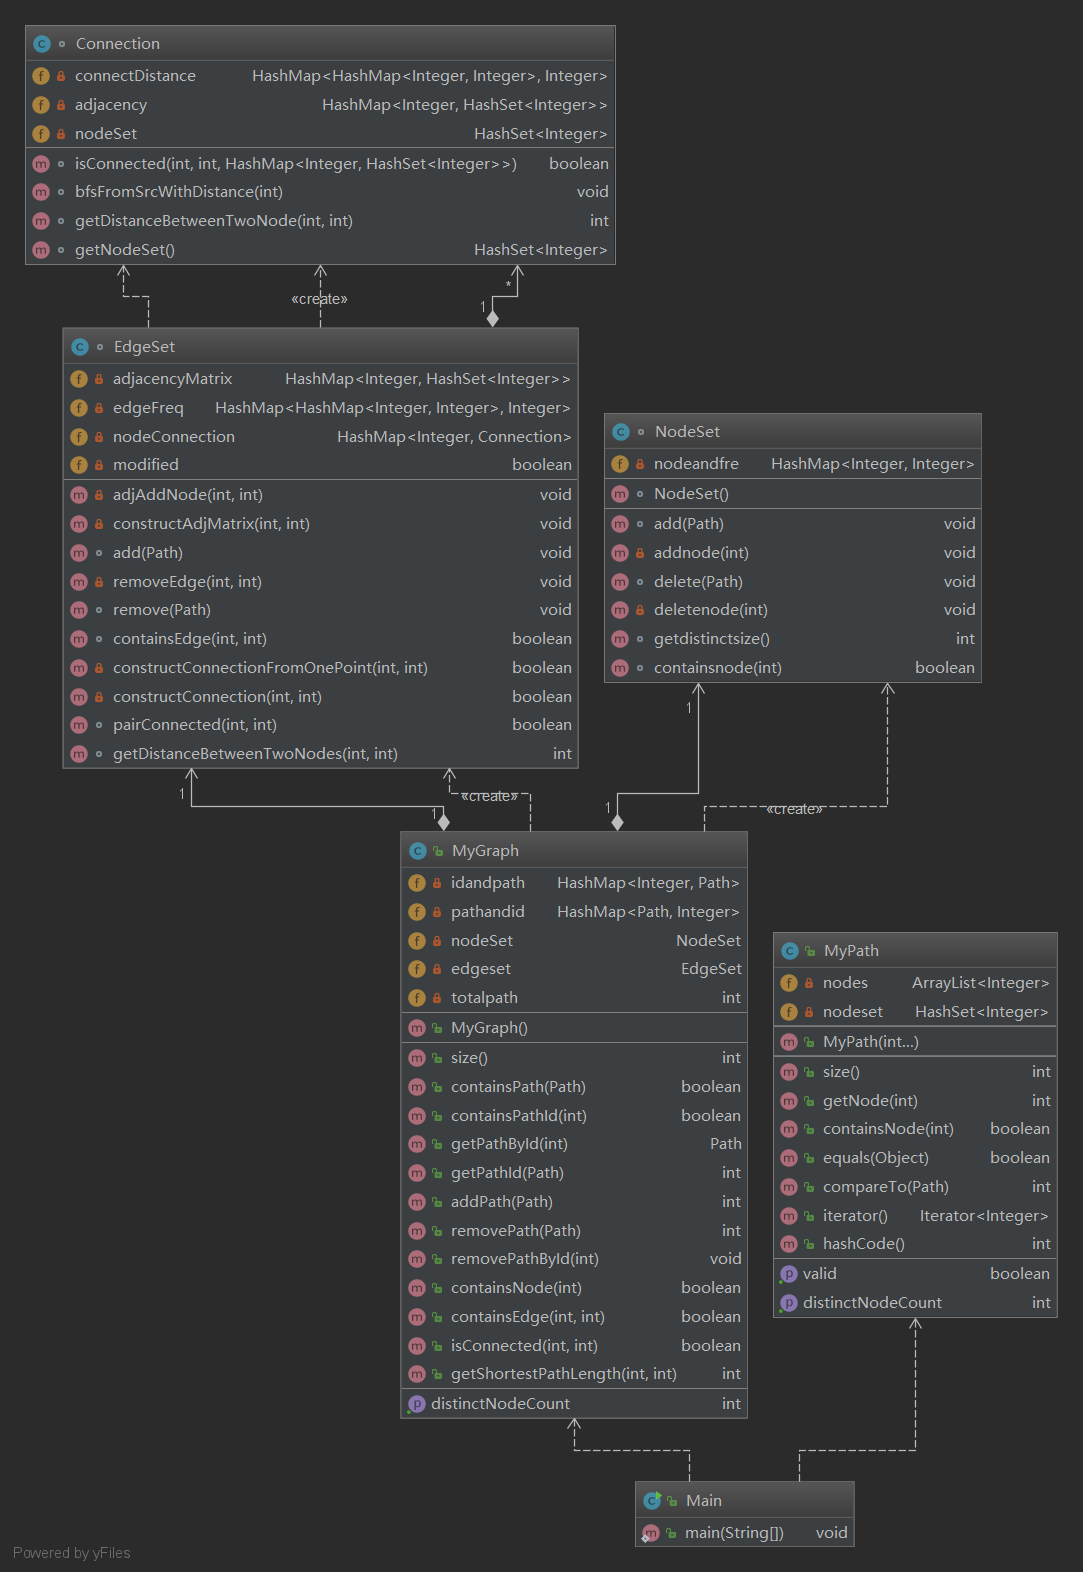 Connection
connectDistance HashMap<HashMap<Integer, Integer>, Integer>
adjacency HashMap<Integer, HashSet<Integer>>
nodeSet HashSet<Integer>
isConnected(int, int, HashMap<Integer, HashSet<Integer>>) boolean
bfsFromSrcWithDistance(int) void
getDistanceBetweenTwoNode(int, int) int
getNodeSet() HashSet<Integer>
«create»
*
1
EdgeSet
adjacencyMatrix HashMap<Integer, HashSet<Integer>>
edgeFreq HashMap<HashMap<Integer, Integer>, Integer>
nodeConnection HashMap<Integer, Connection>
modified boolean
adjAddNode(int, int) void
constructAdjMatrix(int, int) void
add(Path) void
removeEdge(int, int) void
remove(Path) void
containsEdge(int, int) boolean
constructConnectionFromOnePoint(int, int) boolean
constructConnection(int, int) boolean
pairConnected(int, int) boolean
getDistanceBetweenTwoNodes(int, int) int
NodeSet
nodeandfre HashMap<Integer, Integer>
NodeSet()
add(Path) void
addnode(int) void
delete(Path) void
deletenode(int) void
getdistinctsize() int
containsnode(int) boolean
1
1
«create»
1
1
«create»
MyGraph
idandpath HashMap<Integer, Path>
pathandid HashMap<Path, Integer>
nodeSet NodeSet
edgeset EdgeSet
totalpath int
MyGraph()
size() int
containsPath(Path) boolean
containsPathId(int) boolean
getPathById(int) Path
getPathId(Path) int
addPath(Path) int
removePath(Path) int
removePathById(int) void
containsNode(int) boolean
containsEdge(int, int) boolean
isConnected(int, int) boolean
getShortestPathLength(int, int) int
distinctNodeCount int
MyPath
nodes ArrayList<Integer>
nodeset HashSet<Integer>
MyPath(int...)
size() int
getNode(int) int
containsNode(int) boolean
equals(Object) boolean
compareTo(Path) int
iterator() Iterator<Integer>
hashCode() int
valid boolean
distinctNodeCount int
Main
main(String[]) void
Powered by yFiles